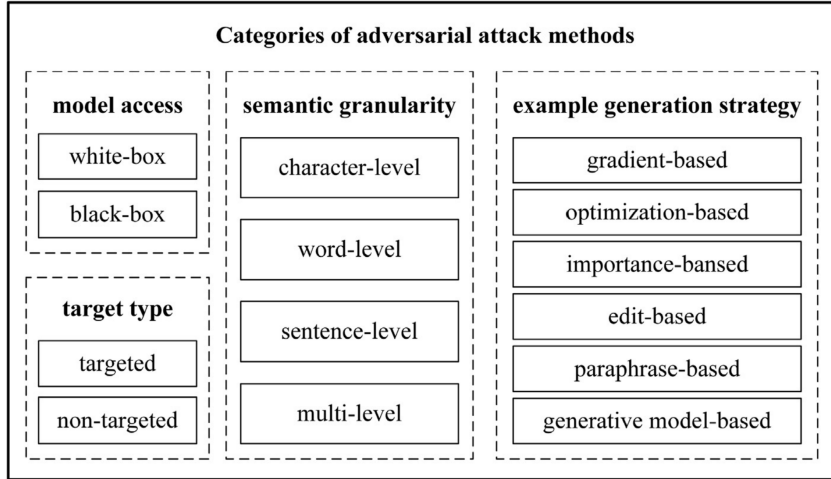 Categories of adversarial attack methods
model access
white-box
black-box
target type
targeted
non-targeted
semantic granularity
character-level
word-level
sentence-level
multi-level
example generation strategy
gradient-based
optimization-based
importance-bansed
edit-based
paraphrase-based
generative model-based